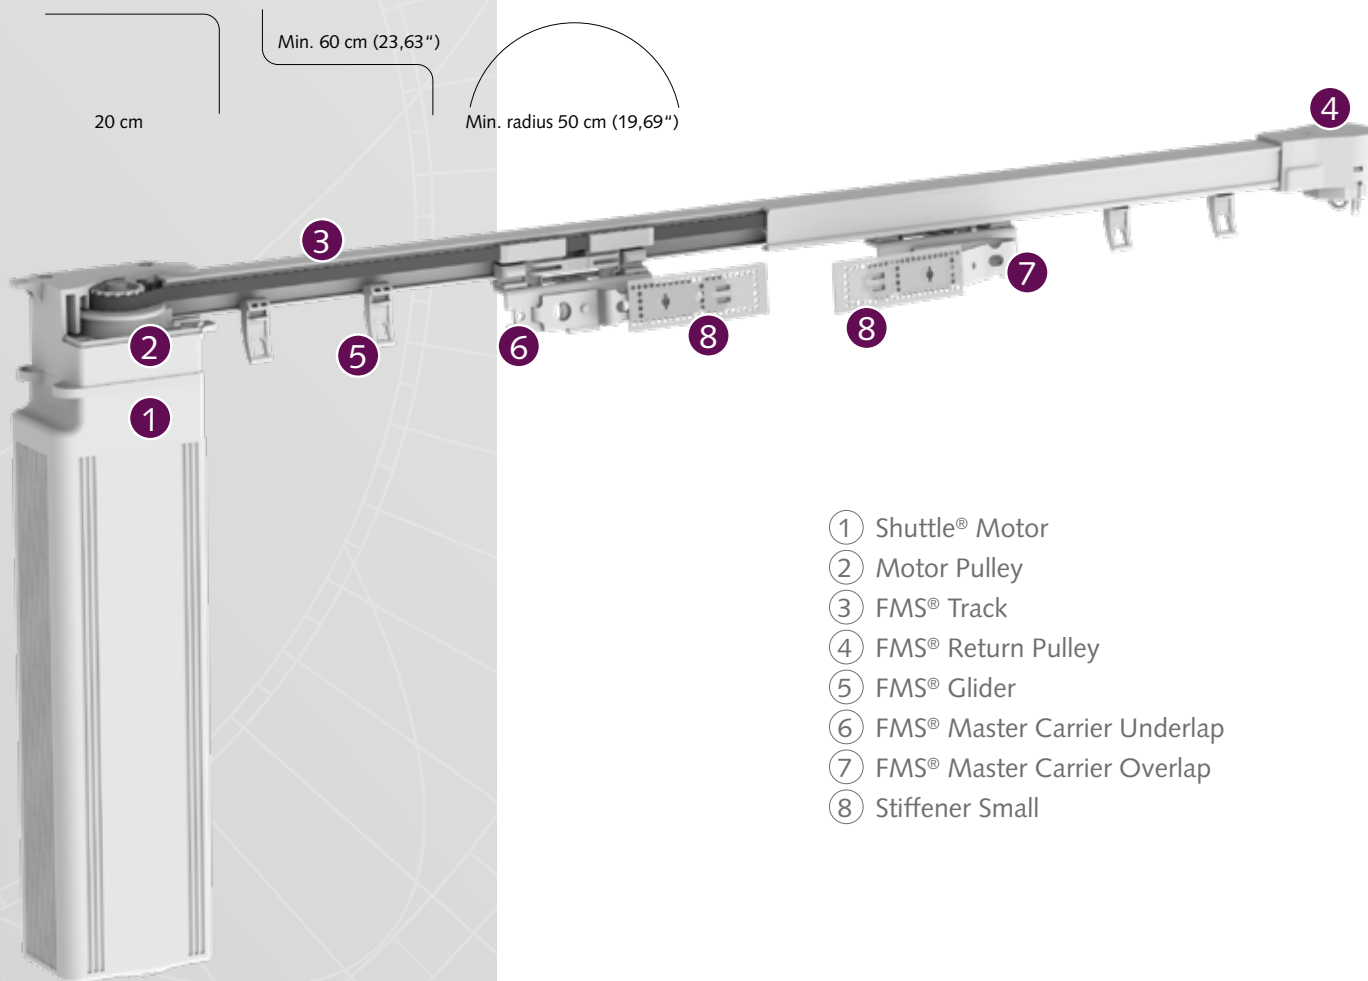 Min. 60 cm (23,63“)
20 cm
Min. radius 50 cm (19,69“)
4
3
7
8
8
6
2
5
1
1 Shuttle® Motor
2 Motor Pulley
3 FMS® Track
4 FMS® Return Pulley
5 FMS® Glider
6 FMS® Master Carrier Underlap
7 FMS® Master Carrier Overlap
8 Stiffener Small